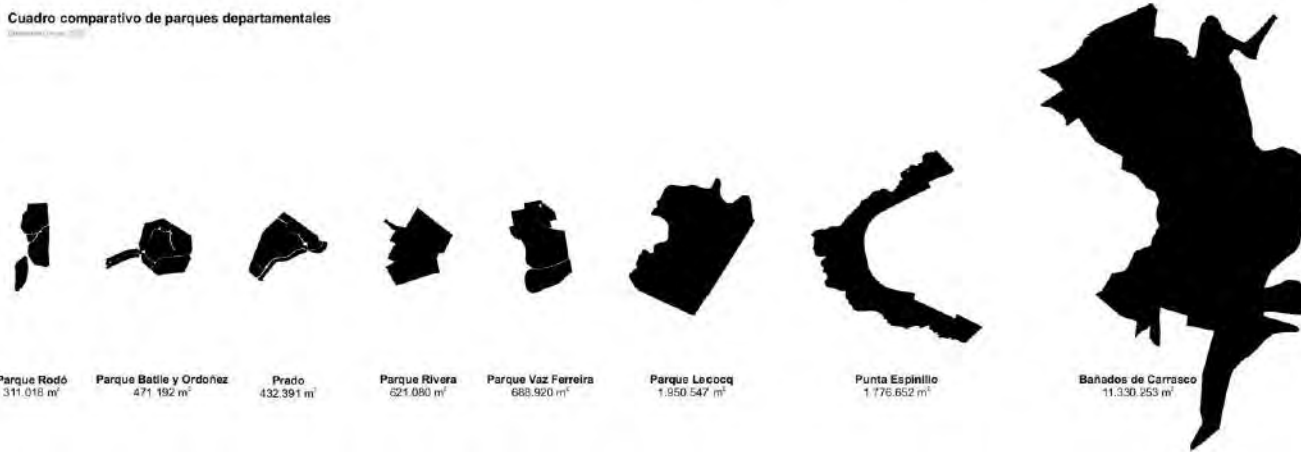 Cuadro comparativo de parques departamentales
Parque Rodó
311.018 m²
Parque Batlle y Ordoñez
471.192 m²
Prado
432.391 m²
Parque Rivera
621.080 m²
Parque Vaz Ferreira
688.920 m²
Parque Lecocq
1.950.547 m²
Punta Espinillo
1.776.652 m²
Bañados de Carrasco
11.330.253 m²